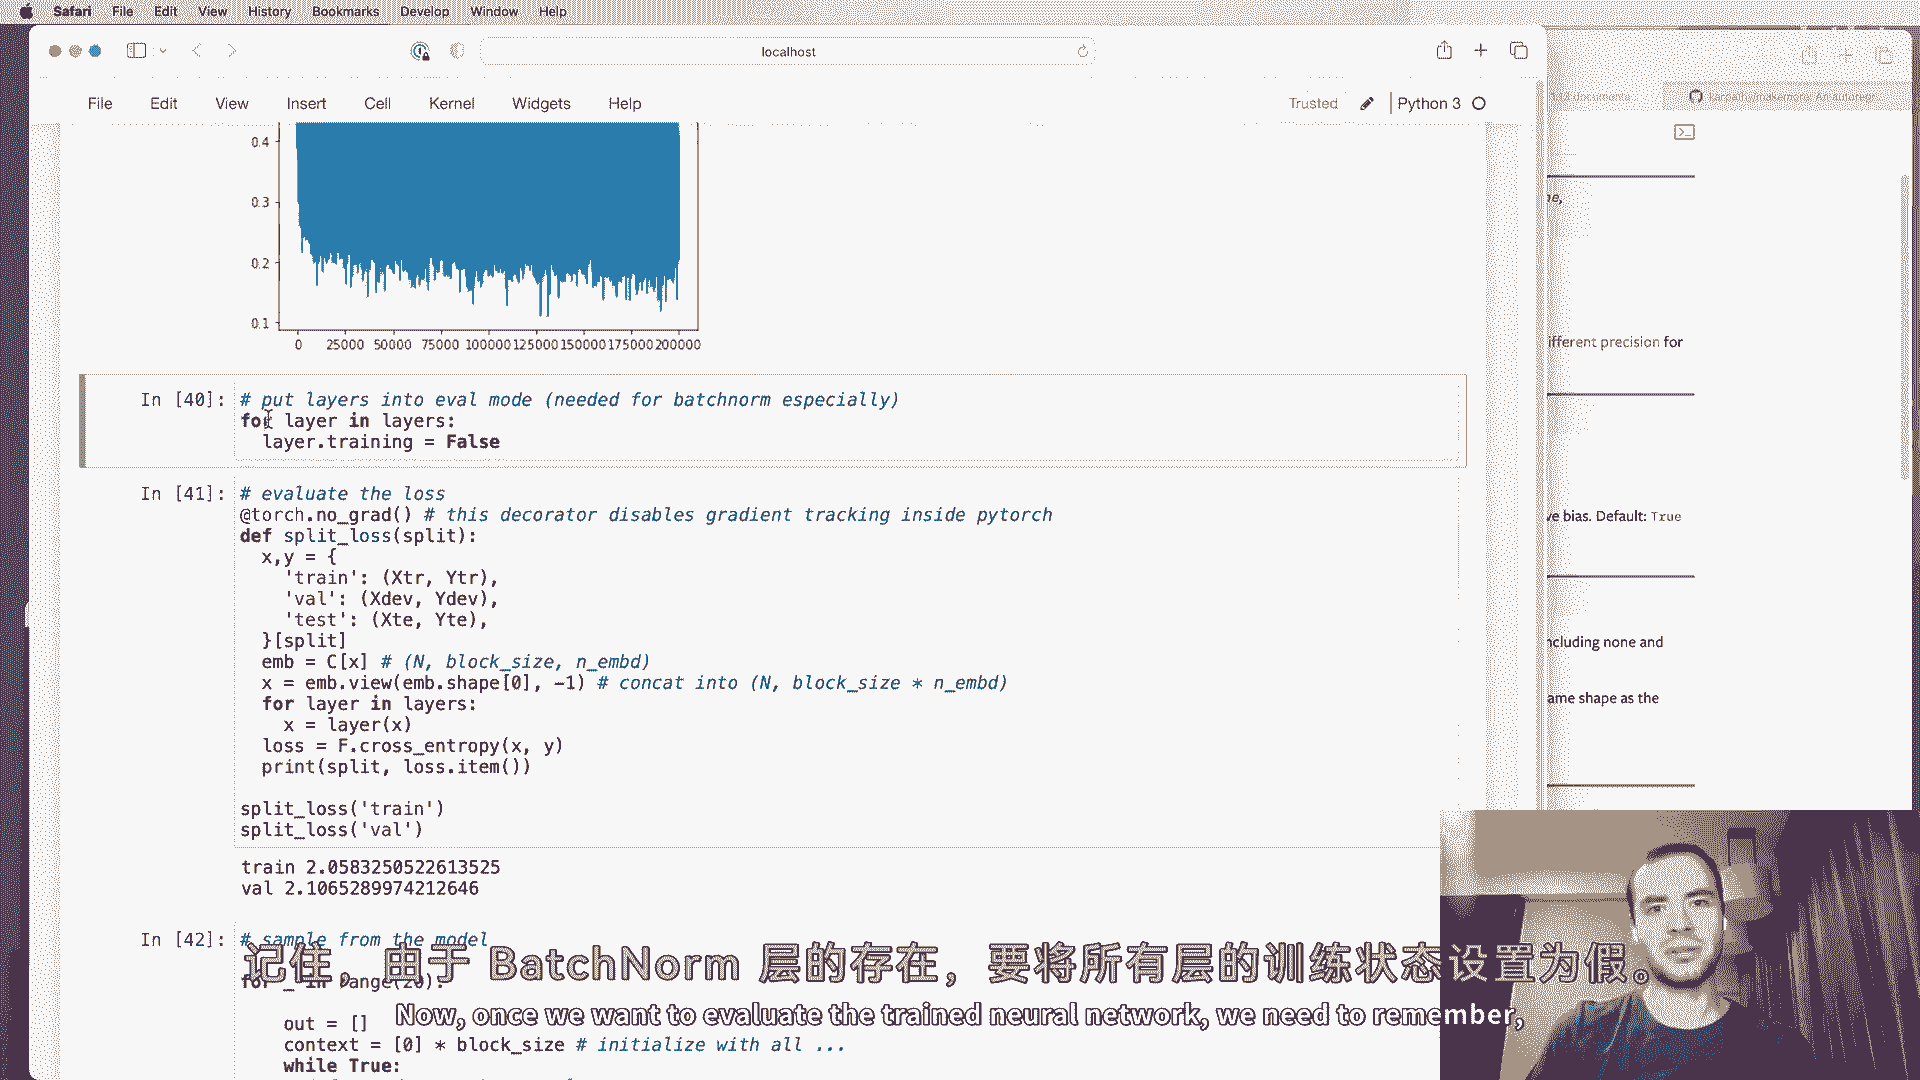 Safari File Edit View History Bookmarks Develop Window Help
localhost
File Edit View Insert Cell Kernel Widgets Help
Trusted Python 3
0.4
0.3
0.2
0.1
0 25000 50000 75000 100000 125000 150000 175000 200000
In [40]: # put layers into eval mode (needed for batchnorm especially)
for layer in layers:
layer.training = False
In [41]: # evaluate the loss
@torch.no_grad() # this decorator disables gradient tracking inside pytorch
def split_loss(split):
x,y = {
'train': (Xtr, Ytr),
'val': (Xdev, Ydev),
'test': (Xte, Yte),
}[split]
emb = C[x] # (N, block_size, n_embd)
x = emb.view(emb.shape[0], -1) # concat into (N, block_size * n_embd)
for layer in layers:
x = layer(x)
loss = F.cross_entropy(x, y)
print(split, loss.item())
split_loss('train')
split_loss('val')
train 2.0583250522613525
val 2.1065289974212646
In [42]: # sample from the model
for _ in range(20):
out = []
context = [0] * block_size # initialize with all ...
while True:
记住，由于 BatchNorm 层的存在，要将所有层的训练状态设置为假。
Now, once we want to evaluate the trained neural network, we need to remember,
documents
karpathy/makemore: An autoregr
ne,
ifferent precision for
ve bias. Default: True
ncluding none and
ame shape as the